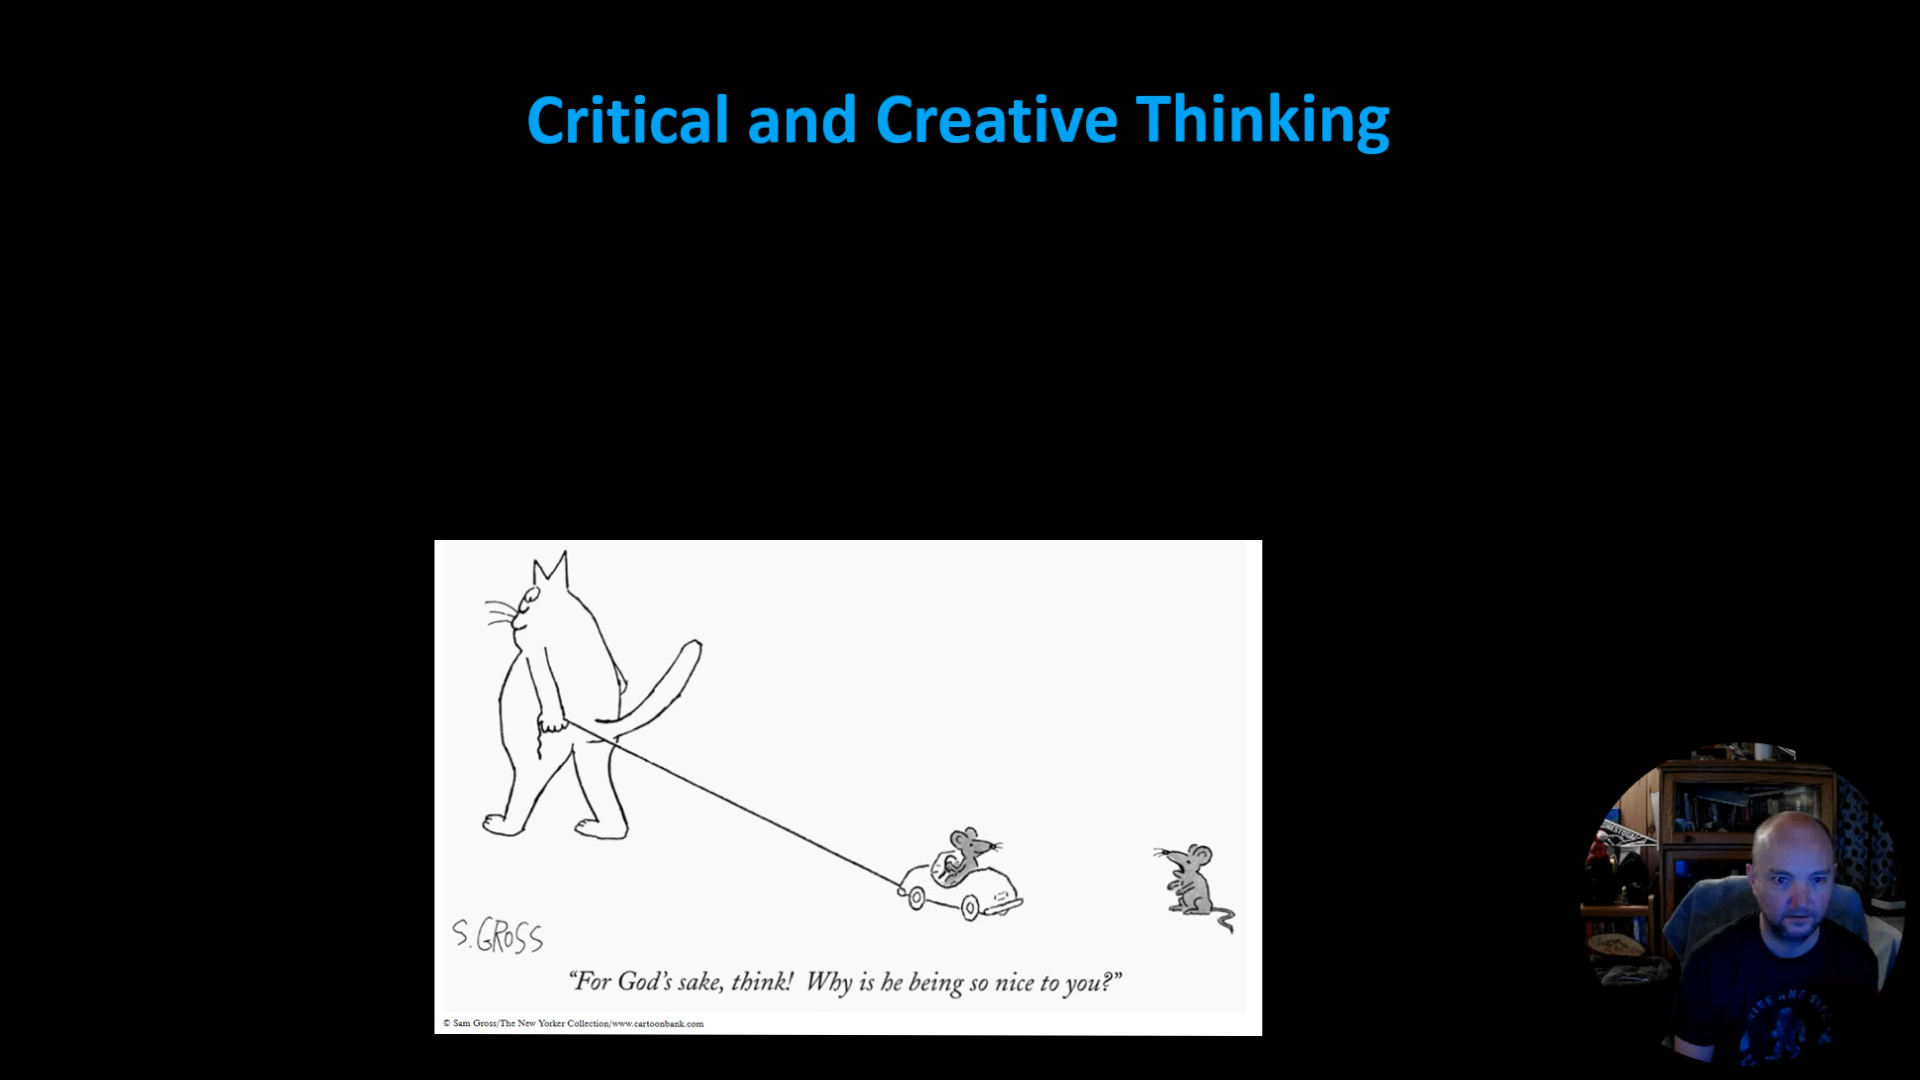 Critical and Creative Thinking
S. GROSS
“For God’s sake, think! Why is he being so nice to you?”
© Sam Gross/The New Yorker Collection/www.cartoonbank.com